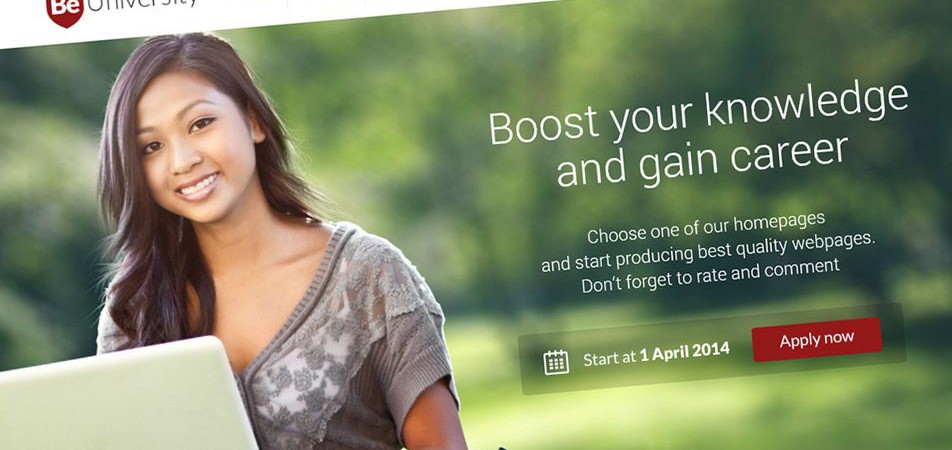 Be University
Boost your knowledge
and gain career
Choose one of our homepages
and start producing best quality webpages.
Don't forget to rate and comment
Start at 1 April 2014
Apply now